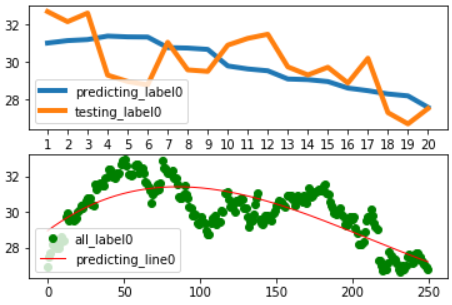 32
30
28
predicting_label0
testing_label0
1 2 3 4 5 6 7 8 9 10 11 12 13 14 15 16 17 18 19 20
32
30
28
all_label0
predicting_line0
0 50 100 150 200 250